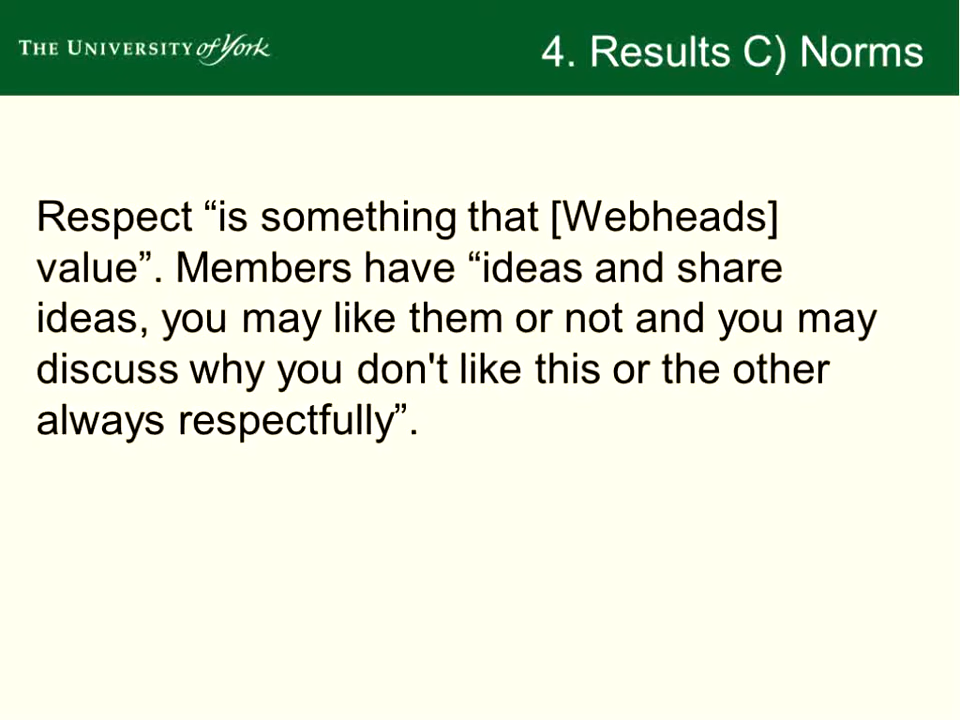 THE UNIVERSITY of York
4. Results C) Norms
Respect “is something that [Webheads]
value”. Members have “ideas and share
ideas, you may like them or not and you may
discuss why you don't like this or the other
always respectfully”.